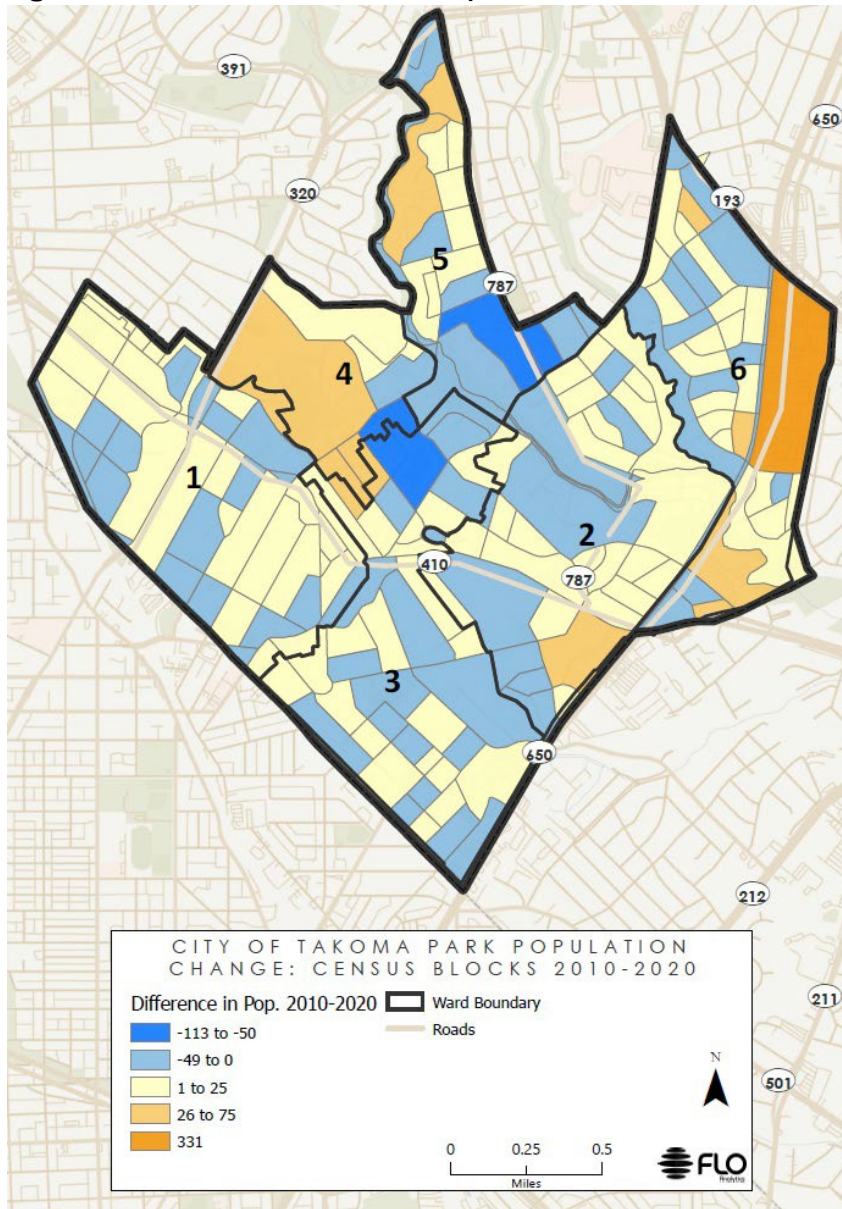 391
650
320
193
5
787
6
4
1
2
410
787
3
650
212
CITY OF TAKOMA PARK POPULATION
CHANGE: CENSUS BLOCKS 2010-2020
Difference in Pop. 2010-2020
-113 to -50
-49 to 0
1 to 25
26 to 75
331
Ward Boundary
Roads
N
0 0.25 0.5
Miles
FLO
Analytics
211
501